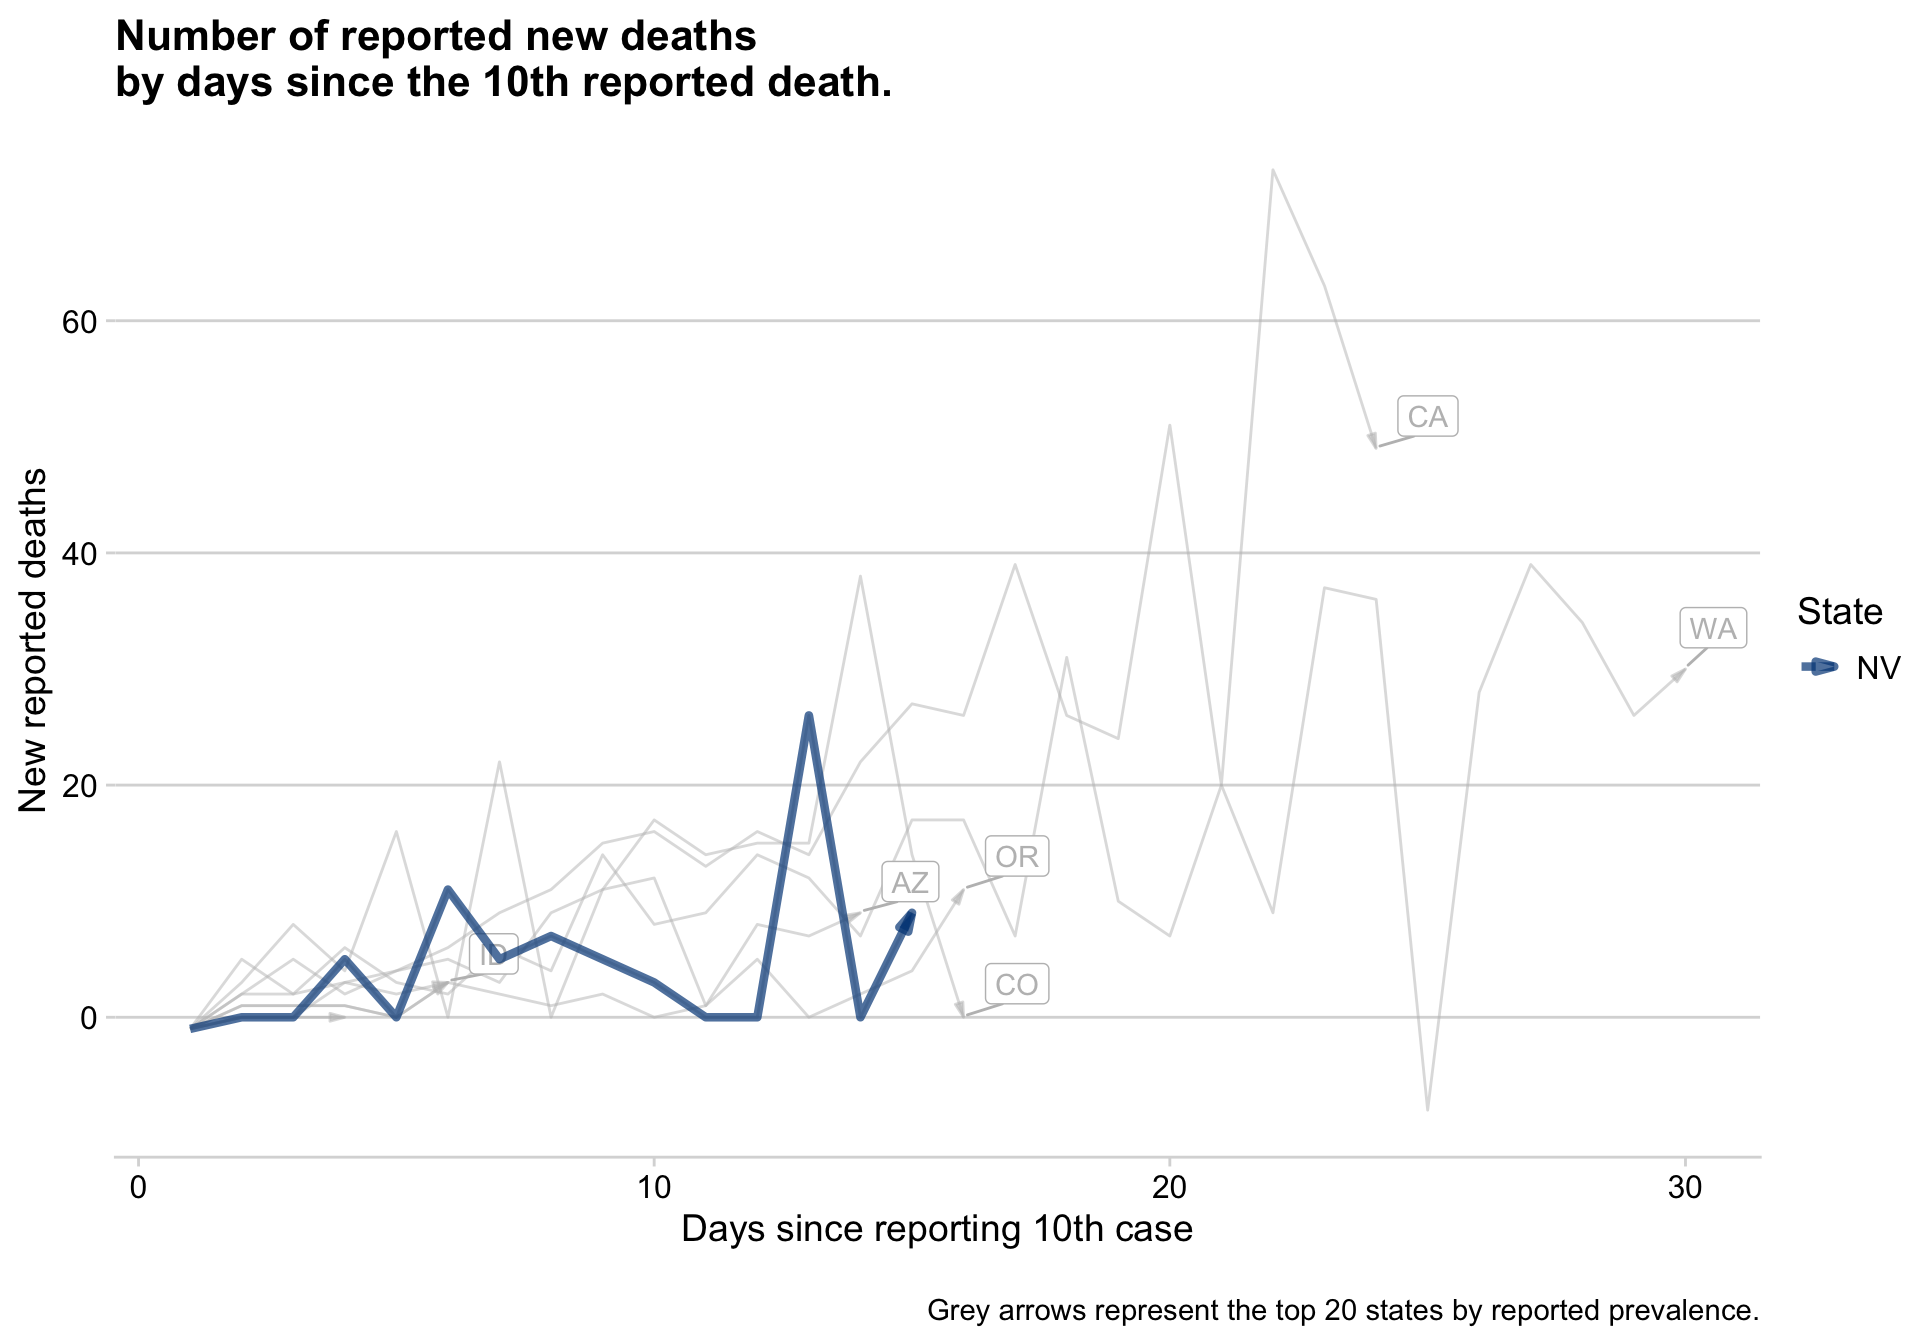 Number of reported new deaths
by days since the 10th reported death.
New reported deaths
60
40
20
0
CA
WA
OR
AZ
ID
CO
State
NV
0
10
20
30
Days since reporting 10th case
Grey arrows represent the top 20 states by reported prevalence.